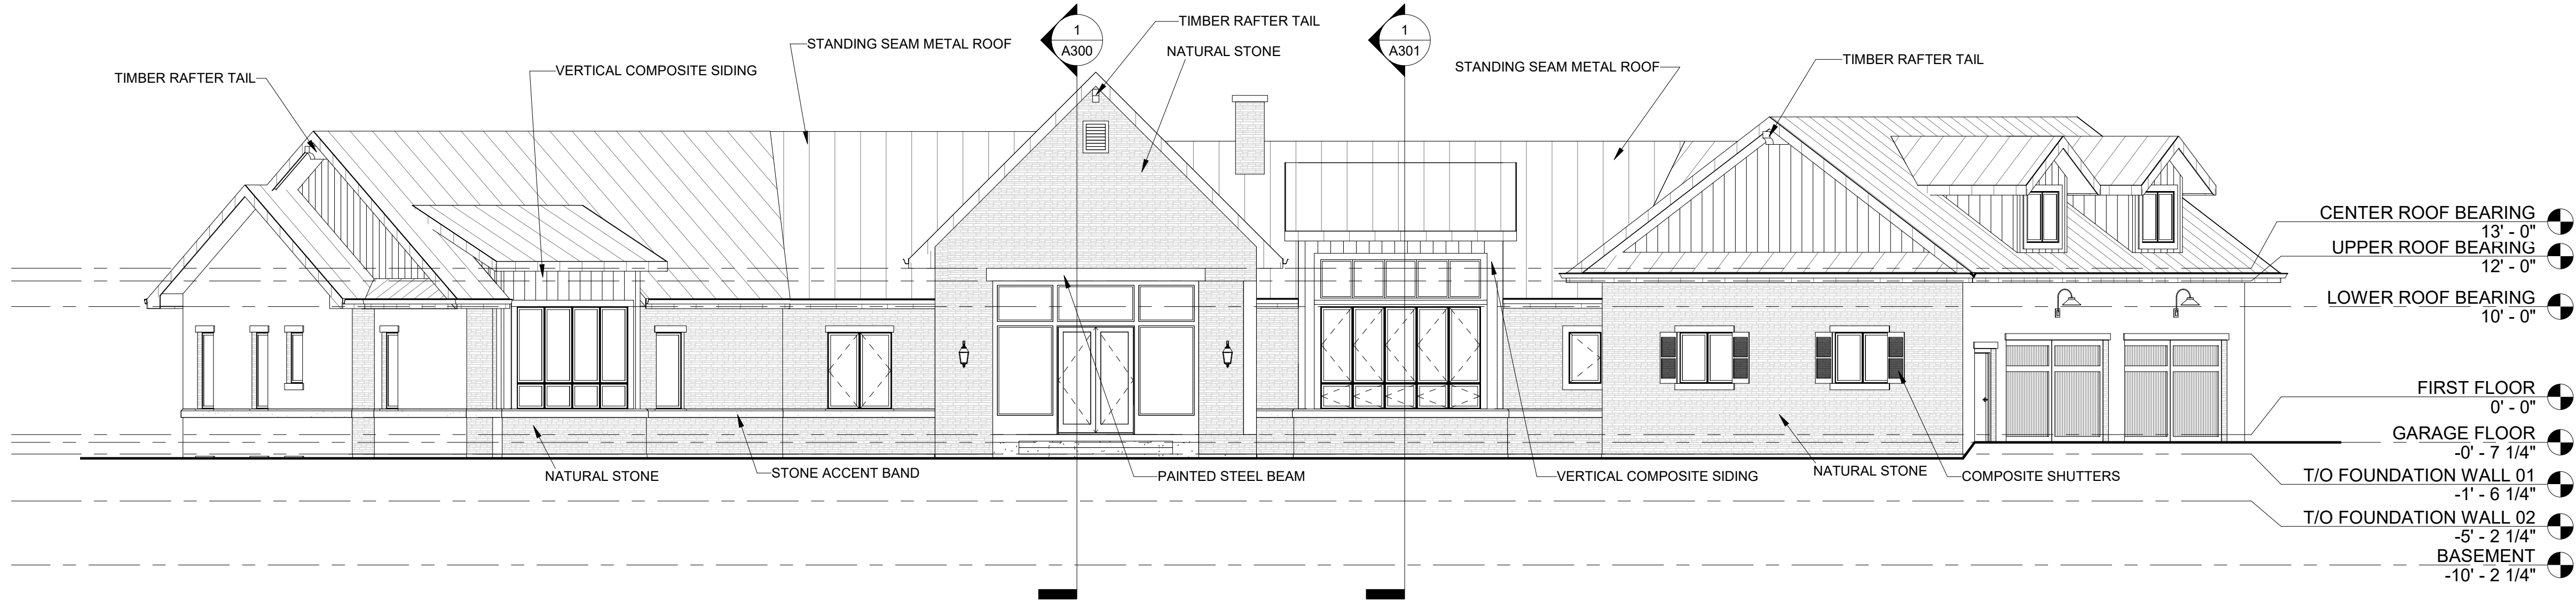 1
A300
TIMBER RAFTER TAIL
1
A301
STANDING SEAM METAL ROOF
NATURAL STONE
TIMBER RAFTER TAIL
VERTICAL COMPOSITE SIDING
STANDING SEAM METAL ROOF
TIMBER RAFTER TAIL
CENTER ROOF BEARING
13' - 0"
UPPER ROOF BEARING
12' - 0"
LOWER ROOF BEARING
10' - 0"
FIRST FLOOR
0' - 0"
GARAGE FLOOR
-0' - 7 1/4"
NATURAL STONE
STONE ACCENT BAND
PAINTED STEEL BEAM
VERTICAL COMPOSITE SIDING
NATURAL STONE
COMPOSITE SHUTTERS
T/O FOUNDATION WALL 01
-1' - 6 1/4"
T/O FOUNDATION WALL 02
-5' - 2 1/4"
BASEMENT
-10' - 2 1/4"